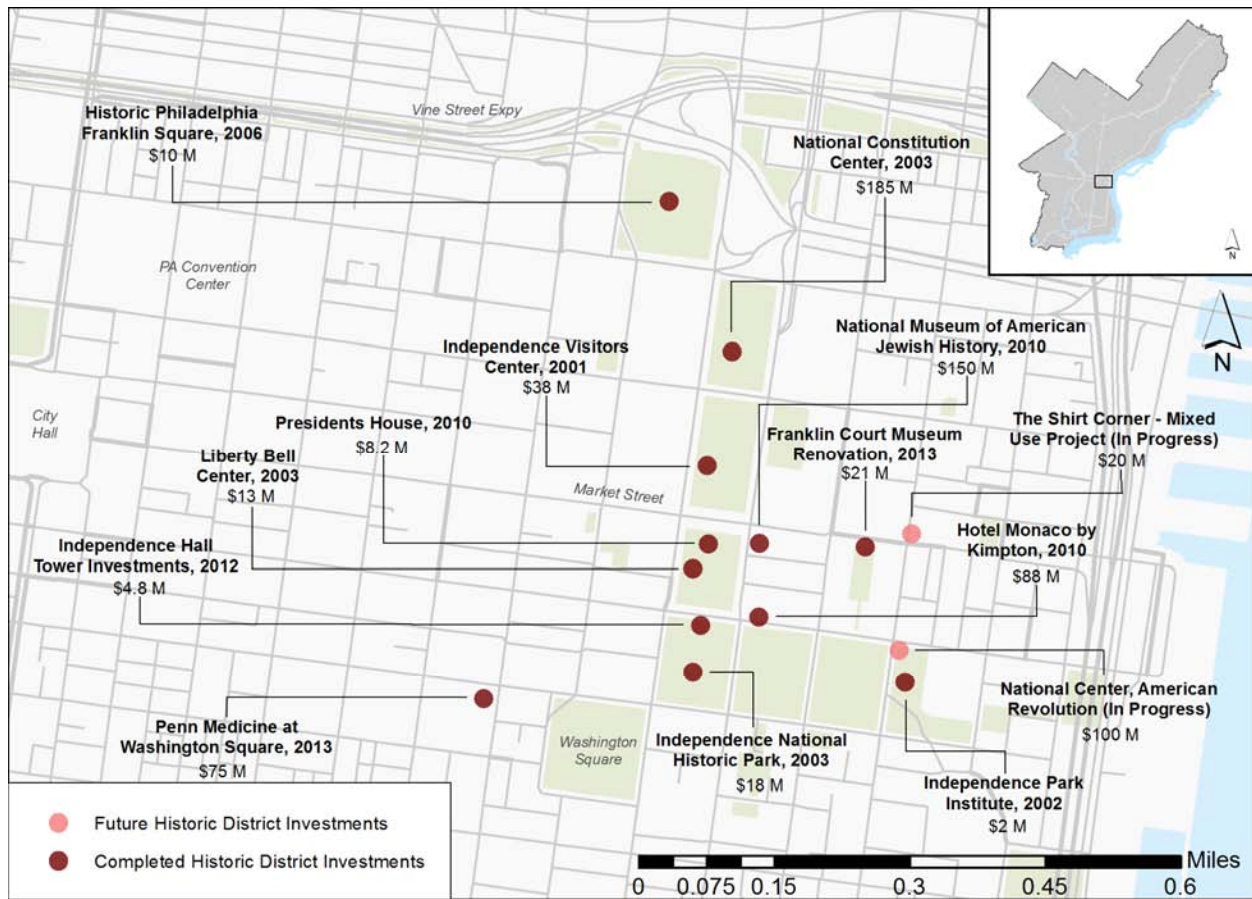 Vine Street Expy
Historic Philadelphia
Franklin Square, 2006
$10 M
National Constitution
Center, 2003
$185 M
N
PA Convention
Center
N
National Museum of American
Jewish History, 2010
$150 M
Independence Visitors
Center, 2001
$38 M
City
Hall
Presidents House, 2010
$8.2 M
The Shirt Corner - Mixed
Use Project (In Progress)
$20 M
Franklin Court Museum
Renovation, 2013
$21 M
Liberty Bell
Center, 2003
$13 M
Market Street
Hotel Monaco by
Kimpton, 2010
$88 M
Independence Hall
Tower Investments, 2012
$4.8 M
National Center, American
Revolution (In Progress)
$100 M
Penn Medicine at
Washington Square, 2013
$75 M
Washington
Square
Independence National
Historic Park, 2003
$18 M
Independence Park
Institute, 2002
$2 M
Future Historic District Investments
Completed Historic District Investments
Miles
0 0.075 0.15 0.3 0.45 0.6